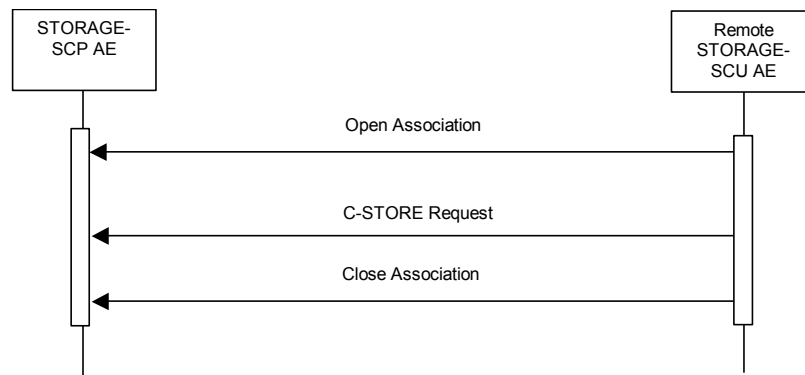 STORAGE-
SCP AE
Remote
STORAGE-
SCU AE
Open Association
C-STORE Request
Close Association